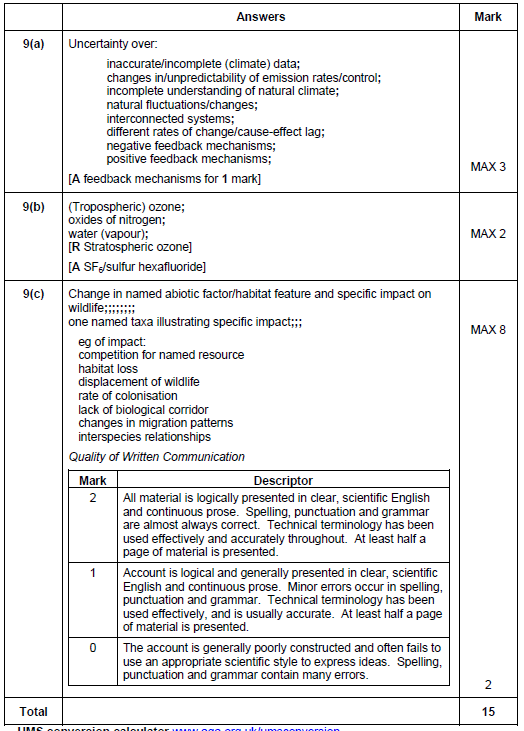 Answers Mark
9(a) Uncertainty over:
inaccurate/incomplete (climate) data;
changes in/unpredictability of emission rates/control;
incomplete understanding of natural climate;
natural fluctuations/changes;
interconnected systems;
different rates of change/cause-effect lag;
negative feedback mechanisms;
positive feedback mechanisms;
[A feedback mechanisms for 1 mark]
MAX 3
9(b) (Tropospheric) ozone;
oxides of nitrogen;
water (vapour);
[R Stratospheric ozone]
[A SF6/sulfur hexafluoride]
MAX 2
9(c) Change in named abiotic factor/habitat feature and specific impact on
wildlife;;;;;;;;
one named taxa illustrating specific impact;;;
MAX 8
eg of impact:
competition for named resource
habitat loss
displacement of wildlife
rate of colonisation
lack of biological corridor
changes in migration patterns
interspecies relationships
Quality of Written Communication
Mark Descriptor
2 All material is logically presented in clear, scientific English
and continuous prose. Spelling, punctuation and grammar
are almost always correct. Technical terminology has been
used effectively and accurately throughout. At least half a
page of material is presented.
1 Account is logical and generally presented in clear, scientific
English and continuous prose. Minor errors occur in spelling,
punctuation and grammar. Technical terminology has been
used effectively, and is usually accurate. At least half a page
of material is presented.
0 The account is generally poorly constructed and often fails to
use an appropriate scientific style to express ideas. Spelling,
punctuation and grammar contain many errors.
2
Total 15
UMS conversion calculator www.aqa.org.uk/umsconversion